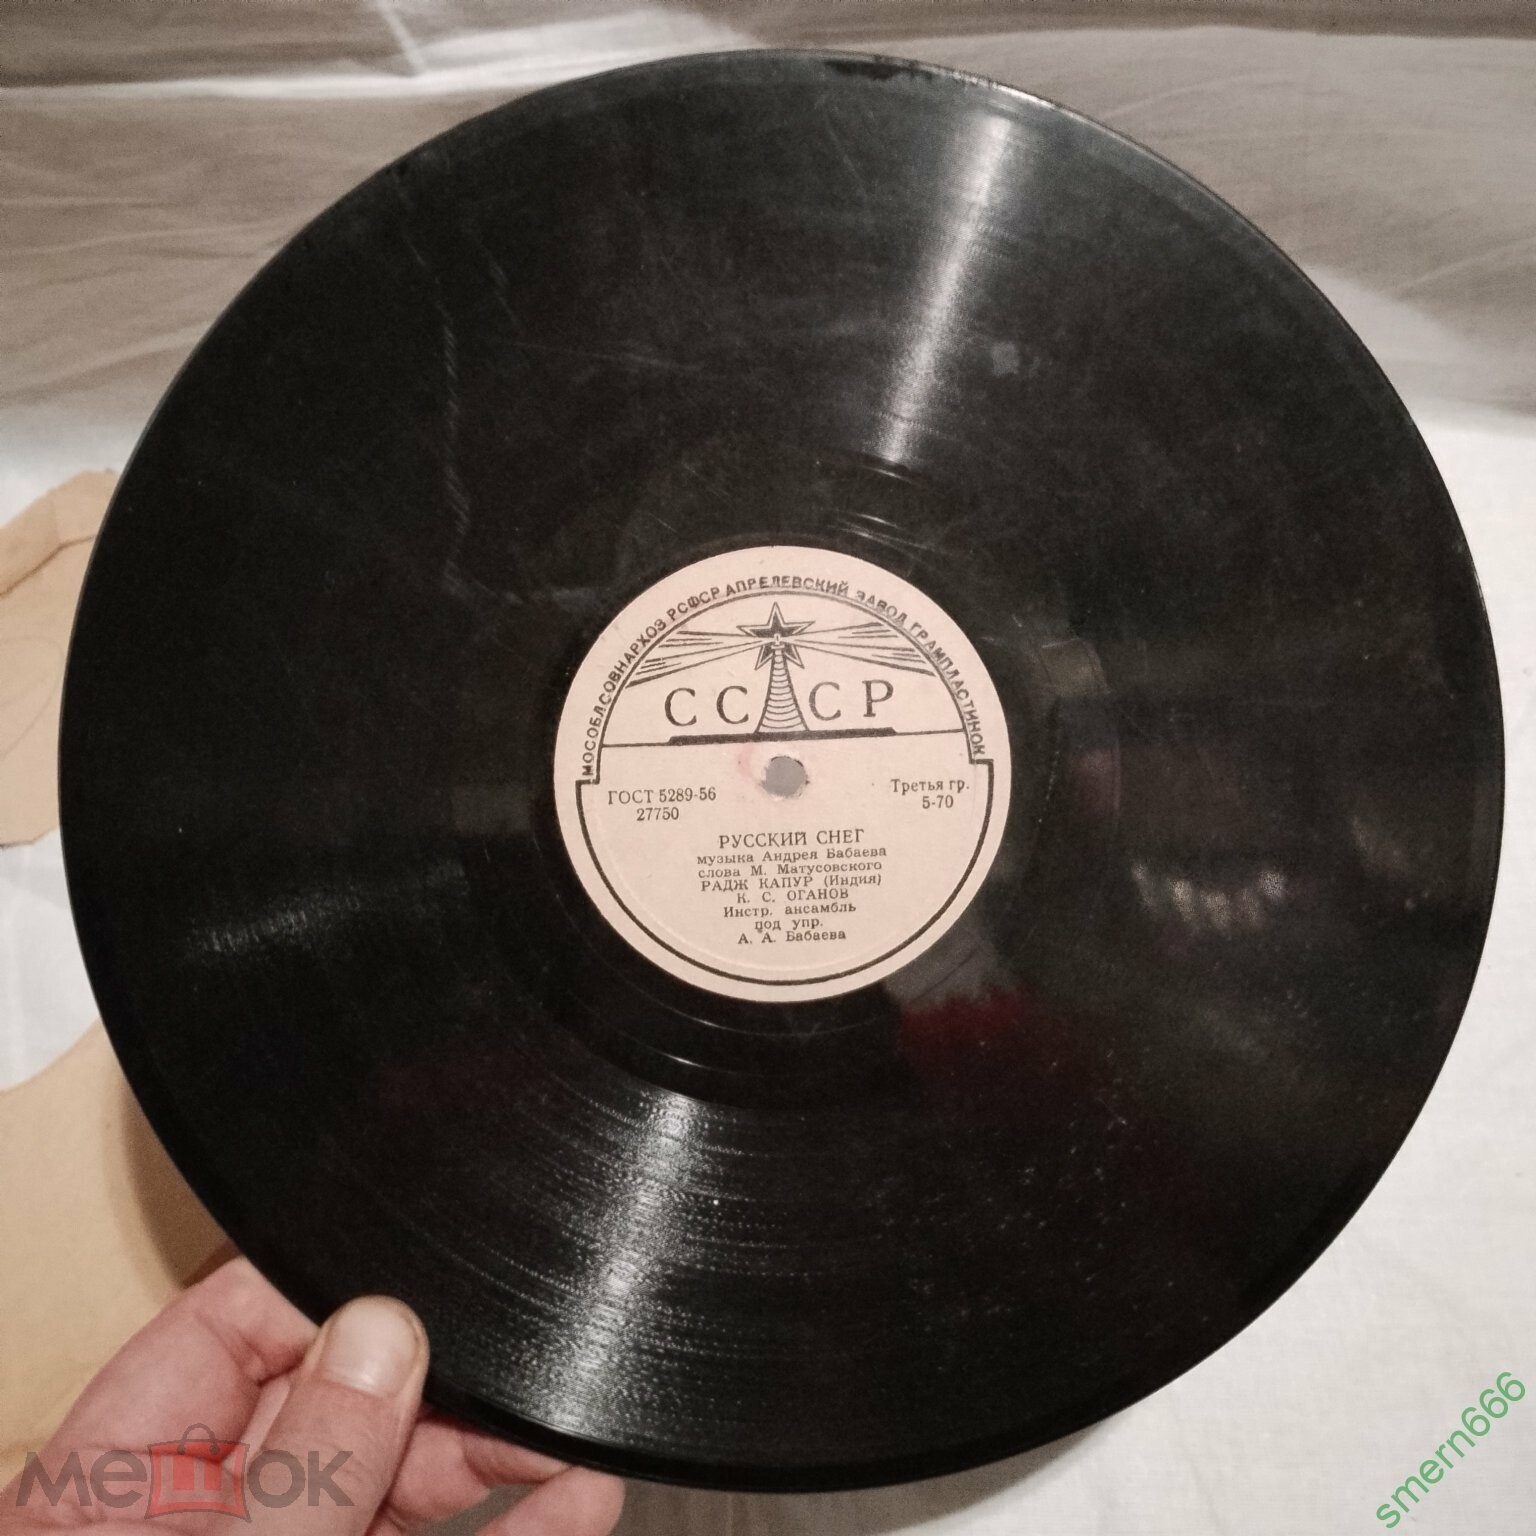 МОСОБЛСОВНАРХОЗ РСФСР АПРЕЛЕВСКИЙ ЗАВОД ГРАМПЛАСТИНОК
СССР
ГОСТ 5289-56
27750
Третья гр.
5-70
РУССКИЙ СНЕГ
музыка Андрея Бабаева
слова М. Матусовского
РАДЖ КАПУР (Индия)
К. С. ОГАНОВ
Инстр. ансамбль
под упр.
А. А. Бабаева
мешок
smern666